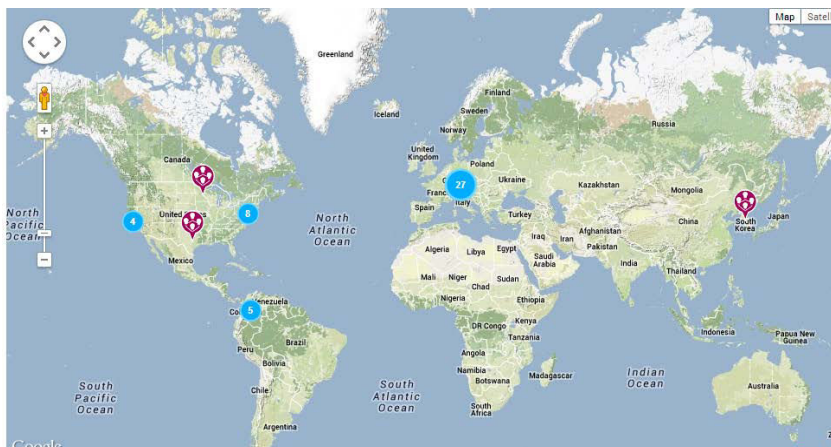 Map
Satel
Greenland
Iceland
Finland
Sweden
Norway
Russia
United
Kingdom
Poland
Canada
27
Ukraine
Kazakhstan
Mongolia
Franc
Italy
Spain
Turkey
North
Pacific
Ocean
4
8
United
North
Atlantic
Ocean
China
South
Korea
Japan
Iraq
Iran
Afghanistan
Pakistan
Mexico
Algeria
Libya
Egypt
Saudi
Arabia
India
Thailand
Mali
Niger
Chad
Sudan
Nigeria
Ethiopia
5
enezuela
Co
DR Congo
Kenya
Tanzania
Indonesia
Papua New
Guinea
Peru
Brazil
Bolivia
Angola
Namibia
Botswana
Madagascar
South
Pacific
Ocean
Chile
South
Atlantic
Ocean
Indian
Ocean
Australia
South
Africa
Argentina
Google